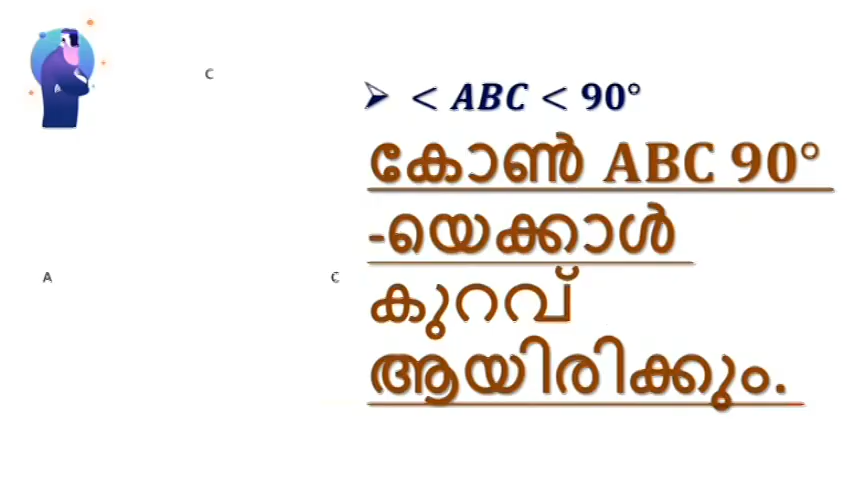 C
➢ < ABC < 90°
കോൺ ABC 90°
-യെക്കാൾ
കുറവ്
ആയിരിക്കും.
A
C